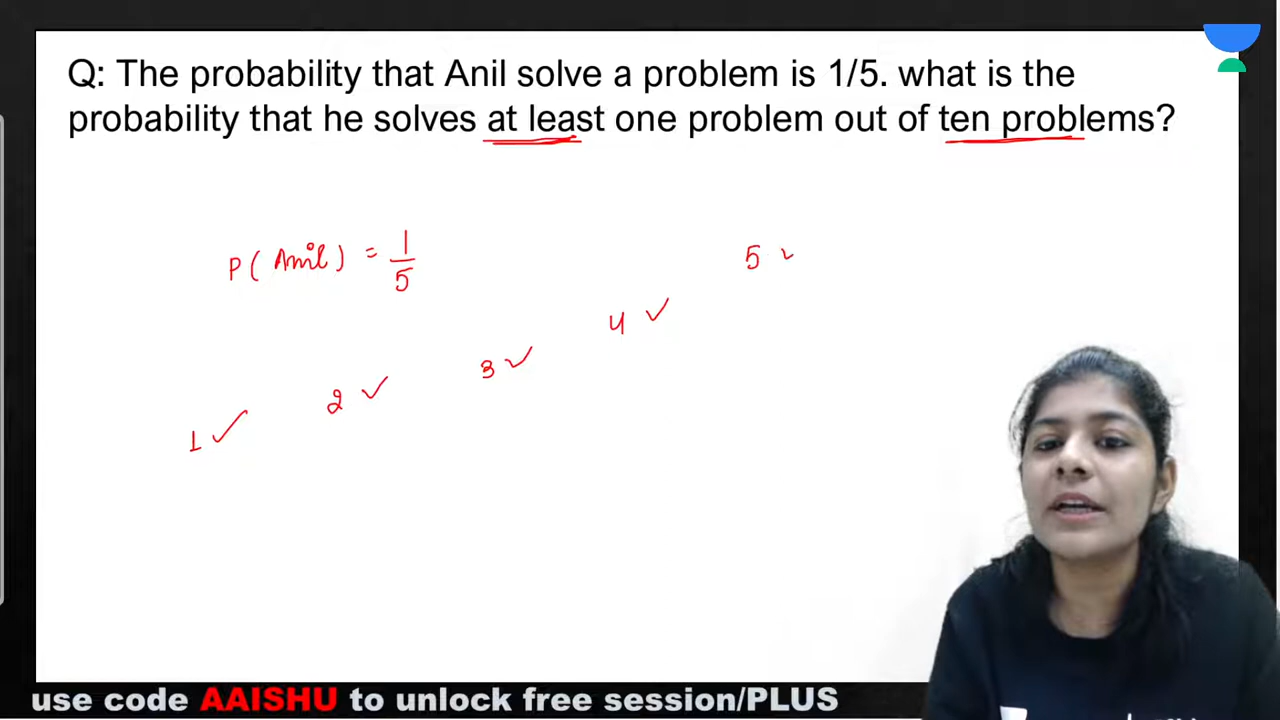 Q: The probability that Anil solve a problem is 1/5. what is the
probability that he solves at least one problem out of ten problems?
P( Anil) = 1/5
5
4 ✓
3 ✓
2 ✓
1 ✓
use code AAISHU to unlock free session/PLUS